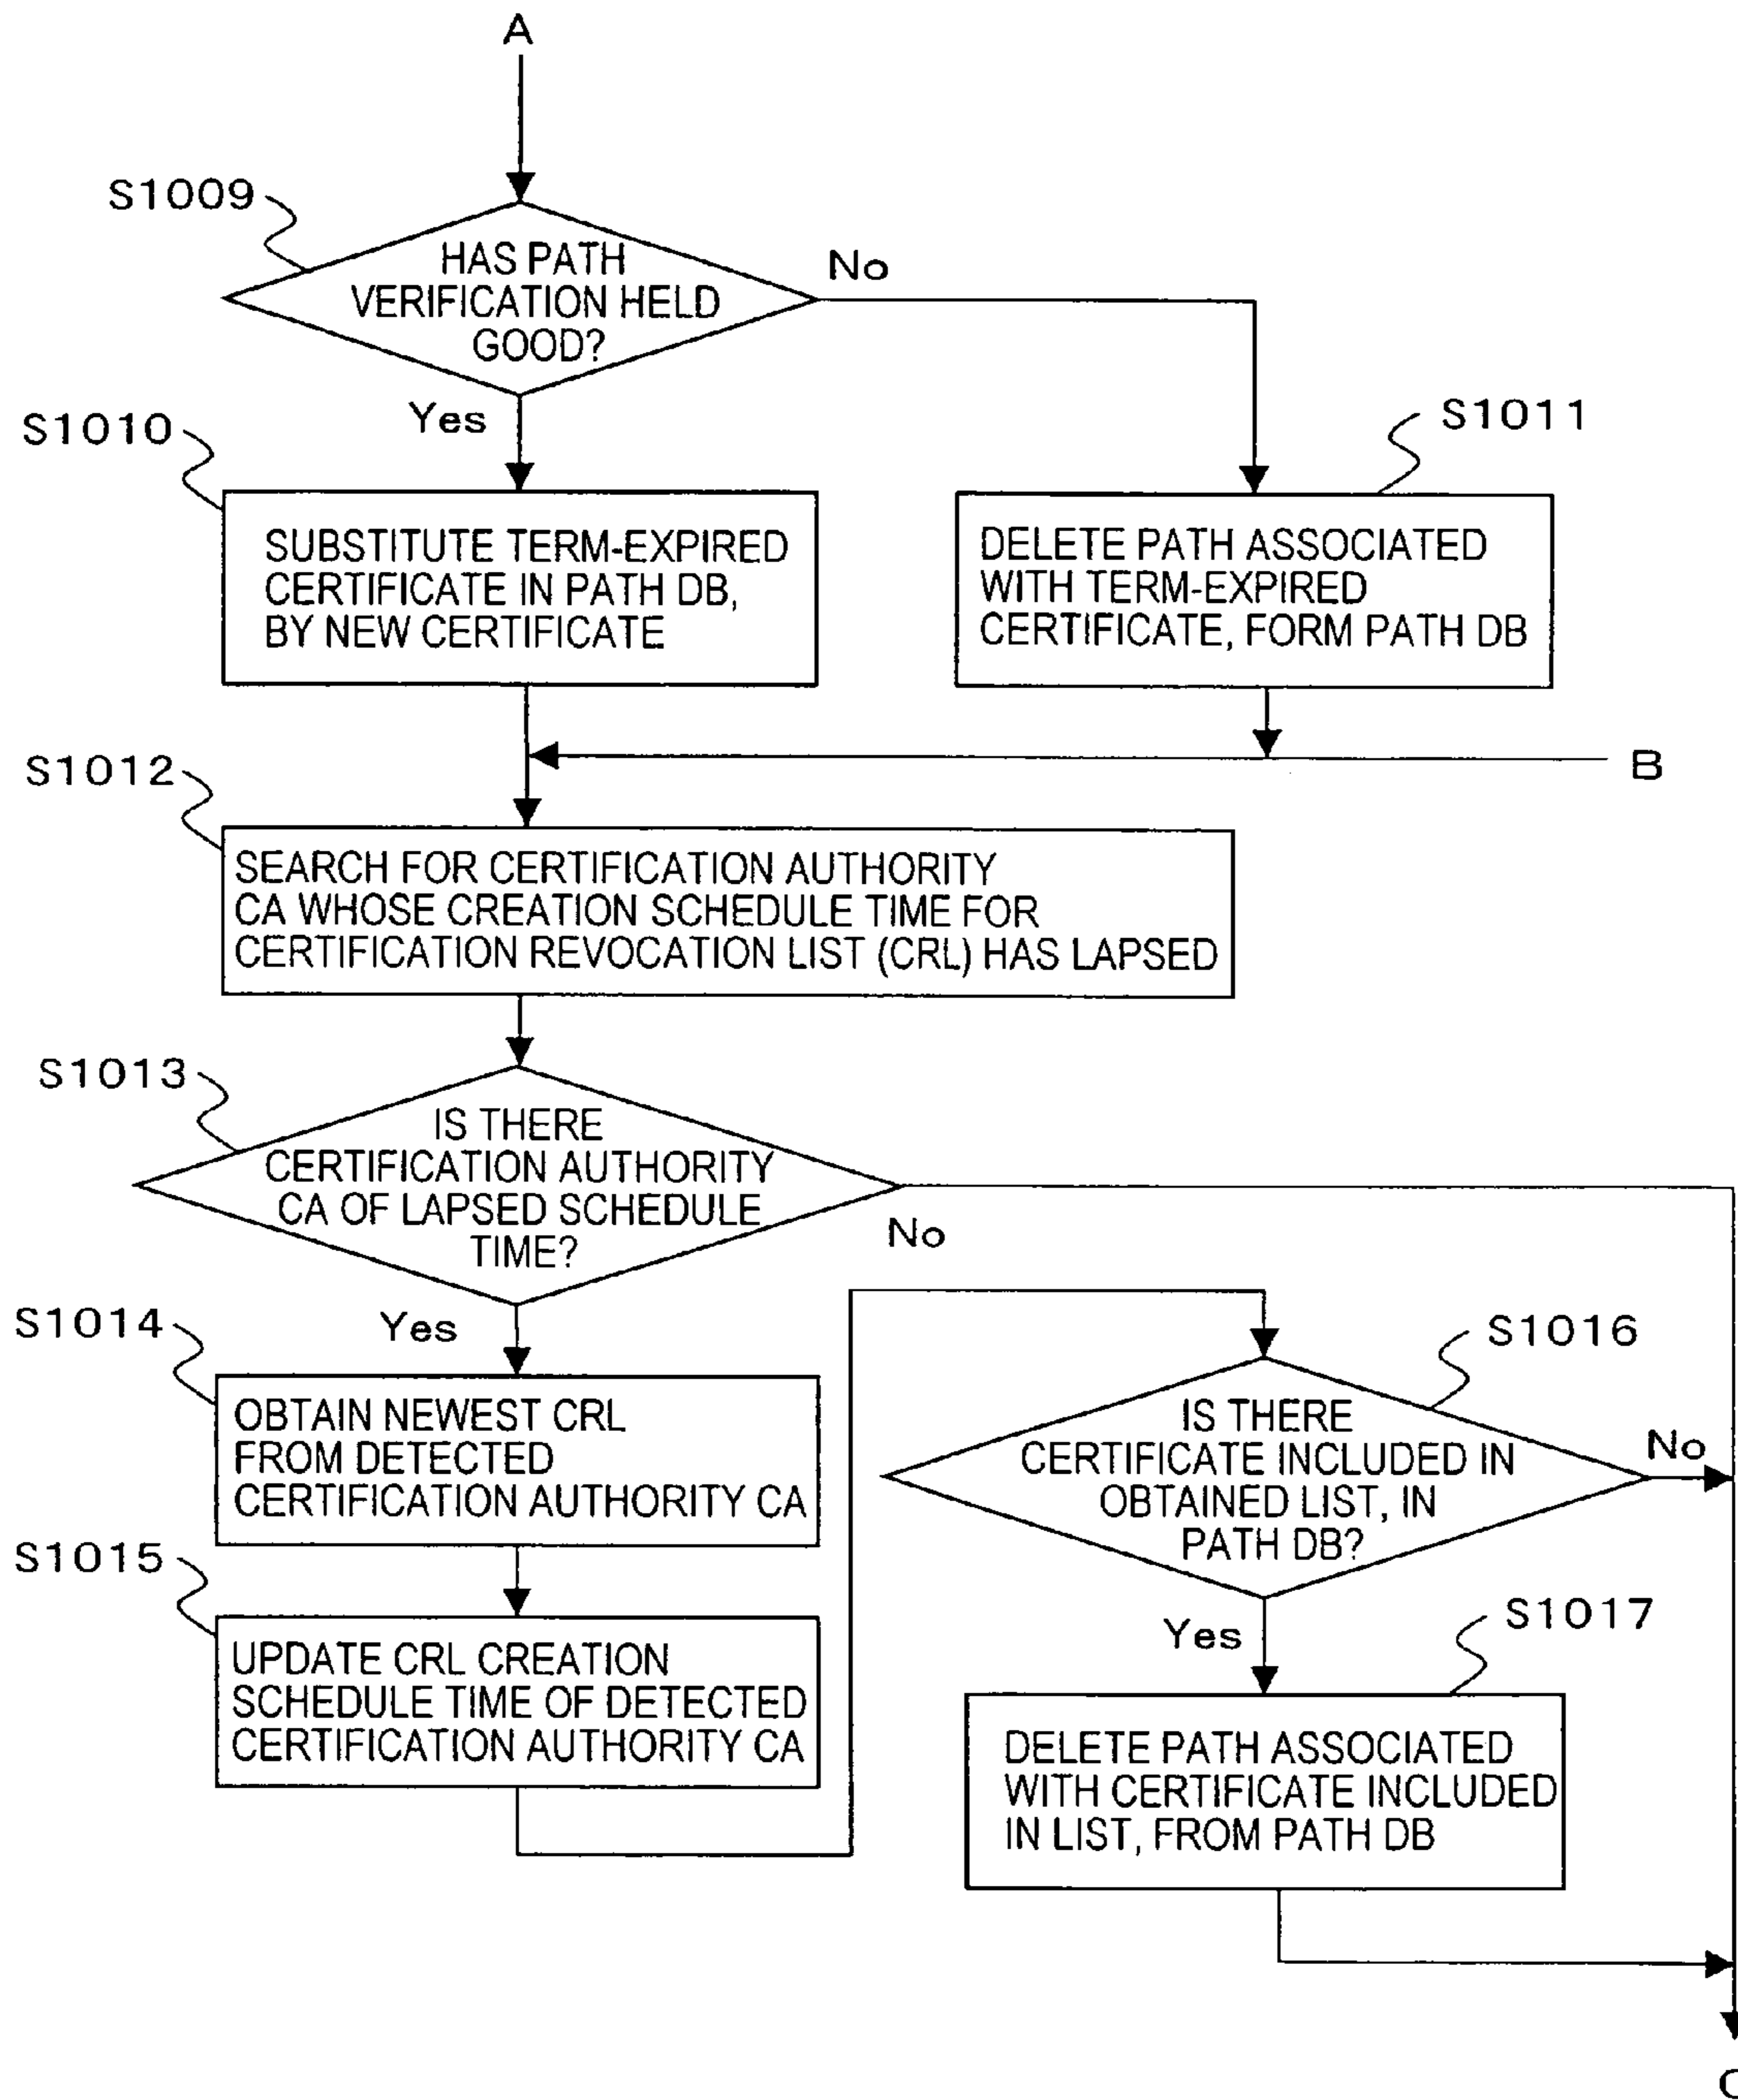 A
S1009
HAS PATH
VERIFICATION HELD
GOOD?
No
Yes
S1010
SUBSTITUTE TERM-EXPIRED
CERTIFICATE IN PATH DB,
BY NEW CERTIFICATE
S1011
DELETE PATH ASSOCIATED
WITH TERM-EXPIRED
CERTIFICATE, FORM PATH DB
B
S1012
SEARCH FOR CERTIFICATION AUTHORITY
CA WHOSE CREATION SCHEDULE TIME FOR
CERTIFICATION REVOCATION LIST (CRL) HAS LAPSED
S1013
IS THERE
CERTIFICATION AUTHORITY
CA OF LAPSED SCHEDULE
TIME?
No
Yes
S1014
OBTAIN NEWEST CRL
FROM DETECTED
CERTIFICATION AUTHORITY CA
S1015
UPDATE CRL CREATION
SCHEDULE TIME OF DETECTED
CERTIFICATION AUTHORITY CA
S1016
IS THERE
CERTIFICATE INCLUDED IN
OBTAINED LIST, IN
PATH DB?
No
Yes
S1017
DELETE PATH ASSOCIATED
WITH CERTIFICATE INCLUDED
IN LIST, FROM PATH DB